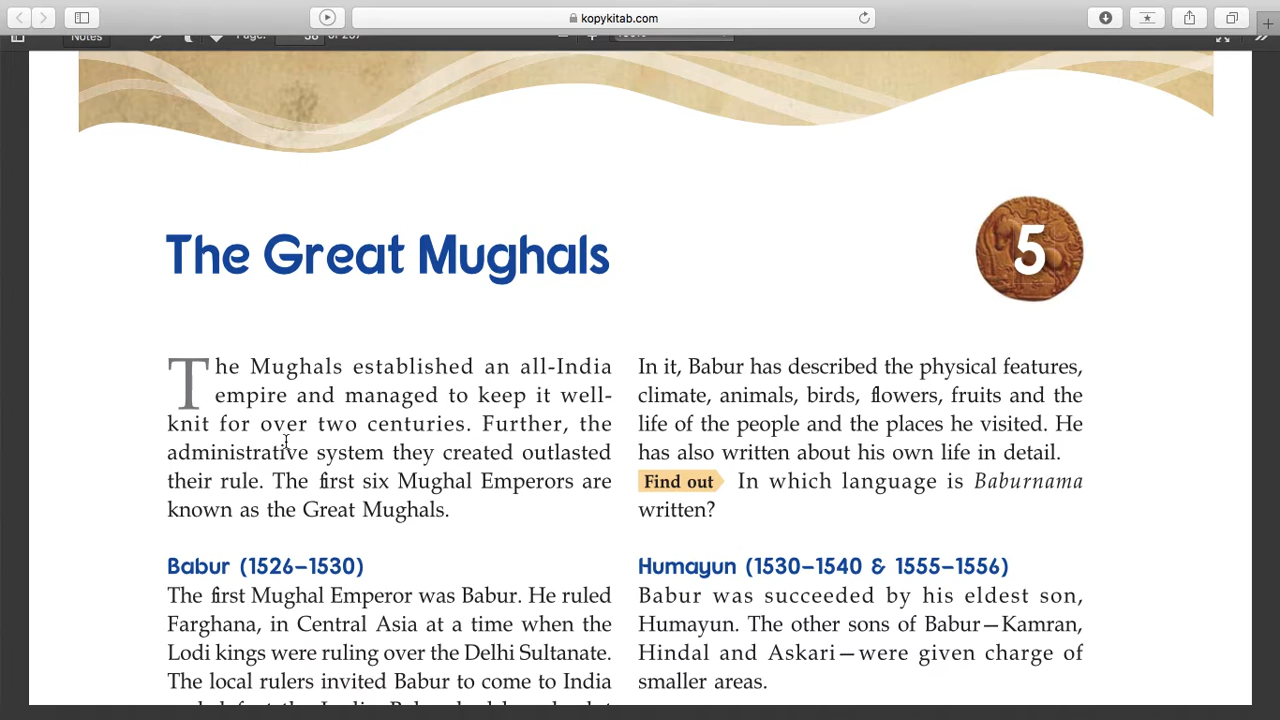 kopykitab.com
Notes
Page:
The Great Mughals
5
The Mughals established an all-India
empire and managed to keep it well-
knit for over two centuries. Further, the
administrative system they created outlasted
their rule. The first six Mughal Emperors are
known as the Great Mughals.
Babur (1526–1530)
The first Mughal Emperor was Babur. He ruled
Farghana, in Central Asia at a time when the
Lodi kings were ruling over the Delhi Sultanate.
The local rulers invited Babur to come to India
In it, Babur has described the physical features,
climate, animals, birds, flowers, fruits and the
life of the people and the places he visited. He
has also written about his own life in detail.
Find out In which language is Baburnama
written?
Humayun (1530–1540 & 1555–1556)
Babur was succeeded by his eldest son,
Humayun. The other sons of Babur—Kamran,
Hindal and Askari—were given charge of
smaller areas.